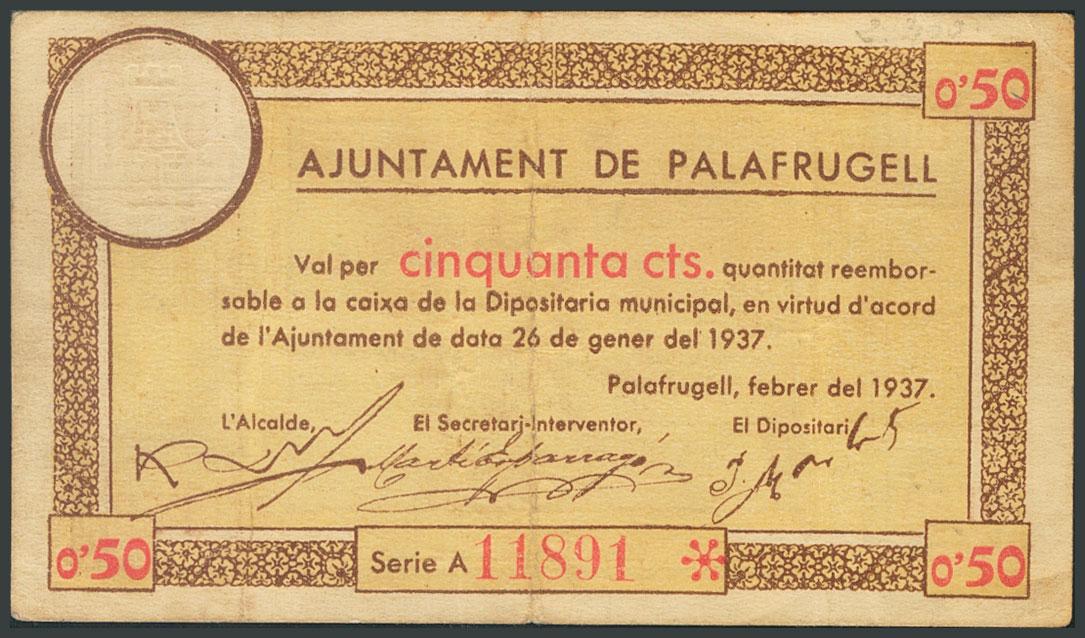 0'50
AJUNTAMENT DE PALAFRUGELL
Val per cinquanta cts. quantitat reembor-
sable a la caixa de la Dipositaria municipal, en virtud d'acord
de l'Ajuntament de data 26 de gener del 1937.
Palafrugell, febrer del 1937.
L'Alcalde, El Secretari-Interventor, El Dipositari
0'50 Serie A 11891 0'50